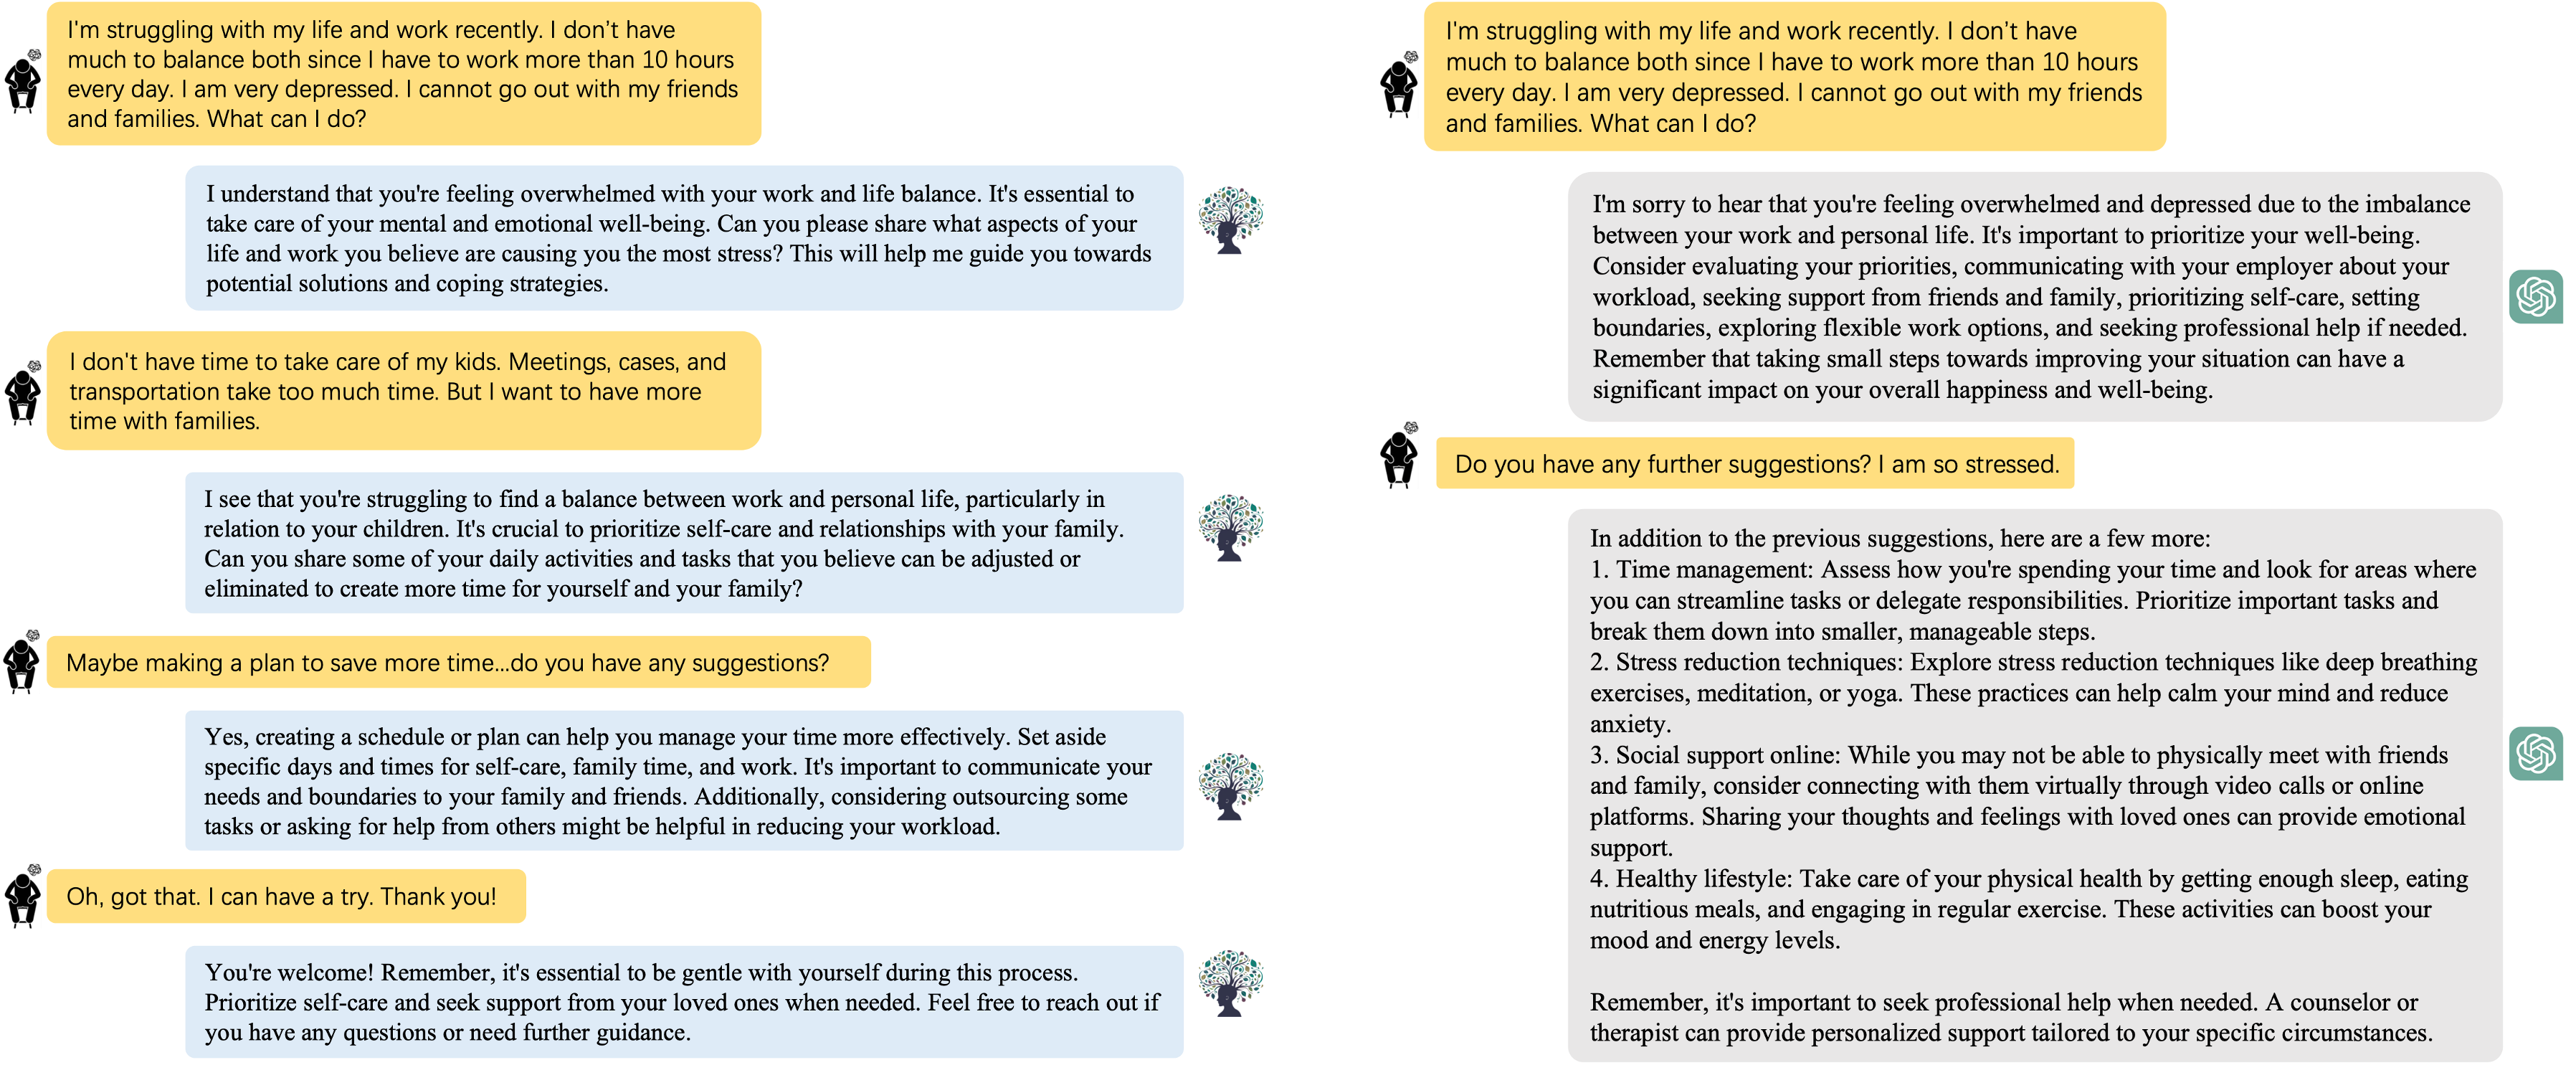 I'm struggling with my life and work recently. I don’t have
much to balance both since I have to work more than 10 hours
every day. I am very depressed. I cannot go out with my friends
and families. What can I do?
I understand that you're feeling overwhelmed with your work and life balance. It's essential to
take care of your mental and emotional well-being. Can you please share what aspects of your
life and work you believe are causing you the most stress? This will help me guide you towards
potential solutions and coping strategies.
I don't have time to take care of my kids. Meetings, cases, and
transportation take too much time. But I want to have more
time with families.
I see that you're struggling to find a balance between work and personal life, particularly in
relation to your children. It's crucial to prioritize self-care and relationships with your family.
Can you share some of your daily activities and tasks that you believe can be adjusted or
eliminated to create more time for yourself and your family?
Maybe making a plan to save more time...do you have any suggestions?
Yes, creating a schedule or plan can help you manage your time more effectively. Set aside
specific days and times for self-care, family time, and work. It's important to communicate your
needs and boundaries to your family and friends. Additionally, considering outsourcing some
tasks or asking for help from others might be helpful in reducing your workload.
Oh, got that. I can have a try. Thank you!
You're welcome! Remember, it's essential to be gentle with yourself during this process.
Prioritize self-care and seek support from your loved ones when needed. Feel free to reach out if
you have any questions or need further guidance.
I'm struggling with my life and work recently. I don’t have
much to balance both since I have to work more than 10 hours
every day. I am very depressed. I cannot go out with my friends
and families. What can I do?
I'm sorry to hear that you're feeling overwhelmed and depressed due to the imbalance
between your work and personal life. It's important to prioritize your well-being.
Consider evaluating your priorities, communicating with your employer about your
workload, seeking support from friends and family, prioritizing self-care, setting
boundaries, exploring flexible work options, and seeking professional help if needed.
Remember that taking small steps towards improving your situation can have a
significant impact on your overall happiness and well-being.
Do you have any further suggestions? I am so stressed.
In addition to the previous suggestions, here are a few more:
1. Time management: Assess how you're spending your time and look for areas where
you can streamline tasks or delegate responsibilities. Prioritize important tasks and
break them down into smaller, manageable steps.
2. Stress reduction techniques: Explore stress reduction techniques like deep breathing
exercises, meditation, or yoga. These practices can help calm your mind and reduce
anxiety.
3. Social support online: While you may not be able to physically meet with friends
and family, consider connecting with them virtually through video calls or online
platforms. Sharing your thoughts and feelings with loved ones can provide emotional
support.
4. Healthy lifestyle: Take care of your physical health by getting enough sleep, eating
nutritious meals, and engaging in regular exercise. These activities can boost your
mood and energy levels.
Remember, it's important to seek professional help when needed. A counselor or
therapist can provide personalized support tailored to your specific circumstances.